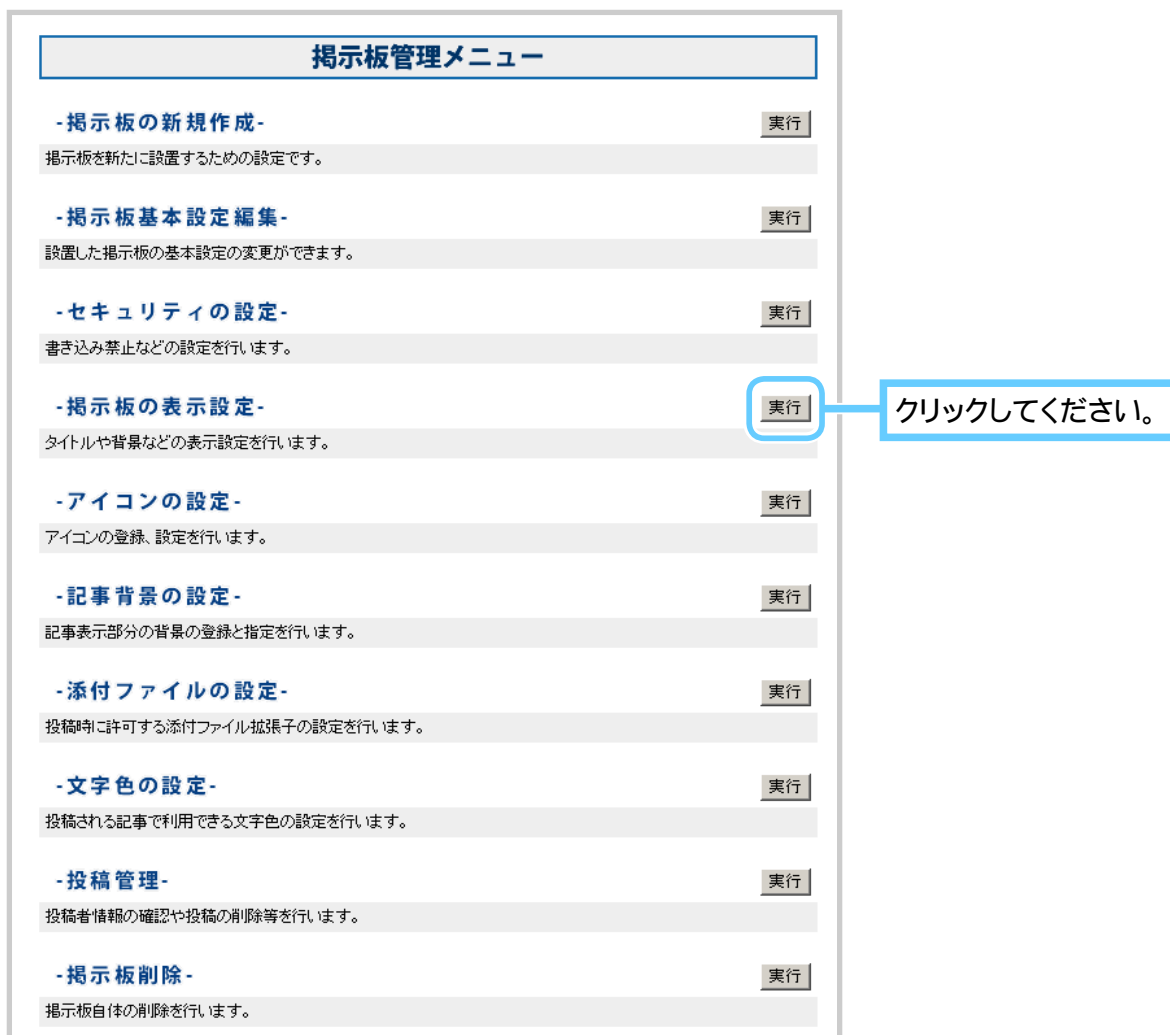 掲示板管理メニュー
-掲示板の新規作成-
実行
掲示板を新たに設置するための設定です。
-掲示板基本設定編集-
実行
設置した掲示板の基本設定の変更ができます。
-セキュリティの設定-
実行
書き込み禁止などの設定を行います。
-掲示板の表示設定-
実行
クリックしてください。
タイトルや背景などの表示設定を行います。
-アイコンの設定-
実行
アイコンの登録、設定を行います。
-記事背景の設定-
実行
記事表示部分の背景の登録と指定を行います。
-添付ファイルの設定-
実行
投稿時に許可する添付ファイル拡張子の設定を行います。
-文字色の設定-
実行
投稿される記事で利用できる文字色の設定を行います。
-投稿管理-
実行
投稿者情報の確認や投稿の削除等を行います。
-掲示板削除-
実行
掲示板自体の削除を行います。